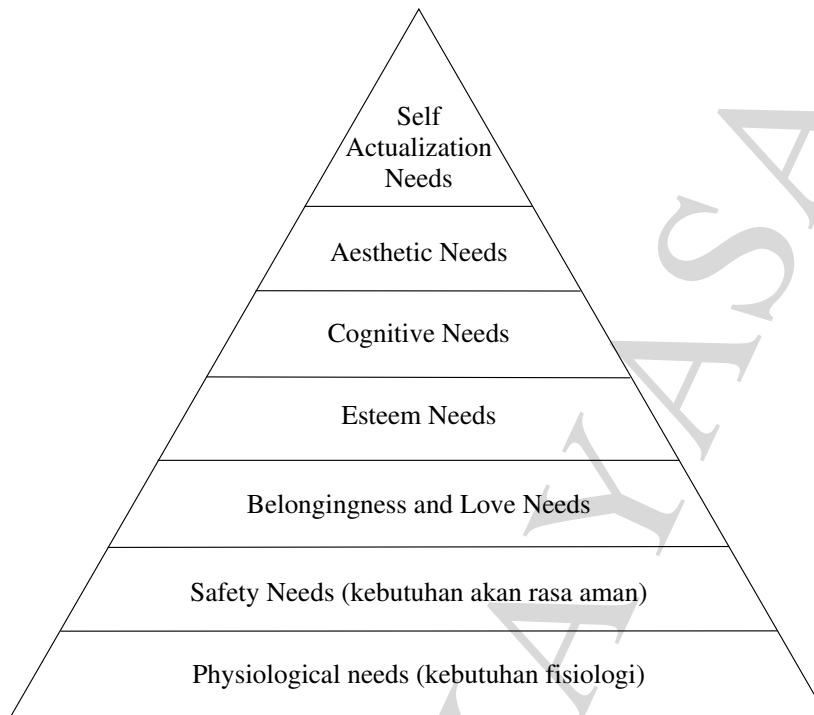 Self
Actualization
Needs
Aesthetic Needs
Cognitive Needs
Esteem Needs
Belongingness and Love Needs
Safety Needs (kebutuhan akan rasa aman)
Physiological needs (kebutuhan fisiologi)